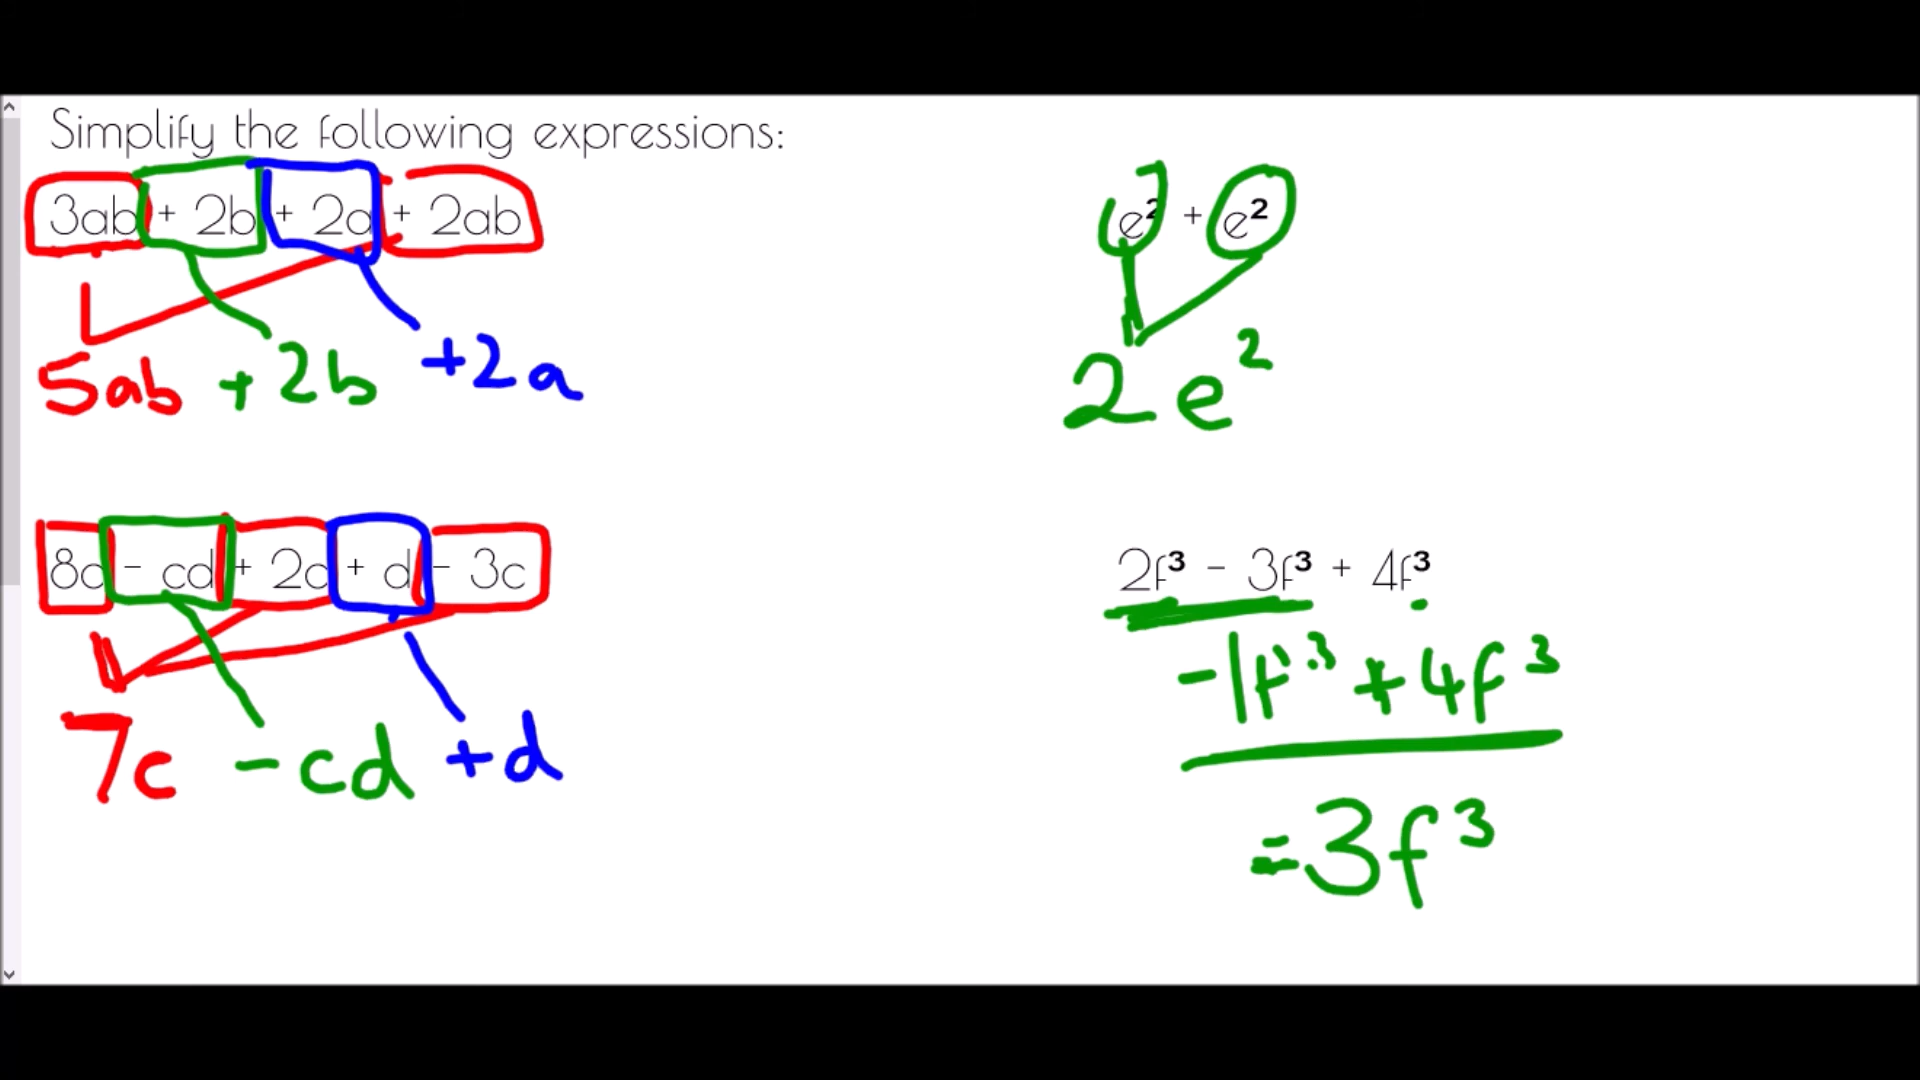 Simplify the following expressions:
3ab + 2b + 2a + 2ab
5ab + 2b + 2a
8c - cd + 2c + d - 3c
7c - cd + d
e² + e²
2e²
2f³ - 3f³ + 4f³
-1f³ + 4f³
=3f³